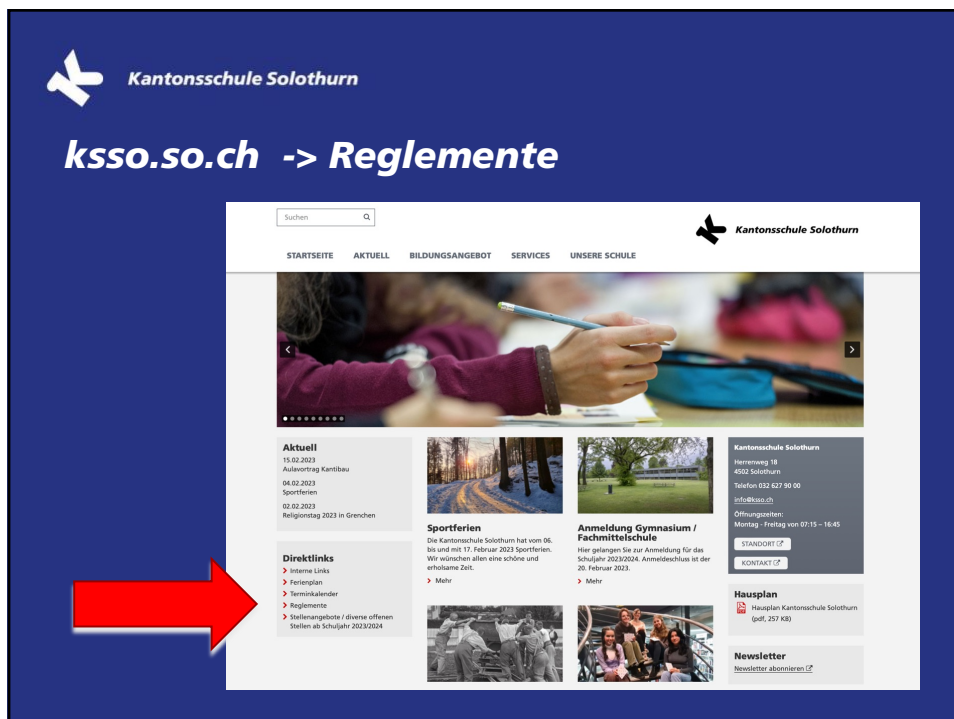 Kantonsschule Solothurn
ksso.so.ch -> Reglemente
Suchen
Kantonsschule Solothurn
STARTSEITE AKTUELL BILDUNGSANGEBOT SERVICES UNSERE SCHULE
Aktuell
15.02.2023
Aulavortrag Kantibau
04.02.2023
Sportferien
02.02.2023
Religionstag 2023 in Grenchen
Direktlinks
Interne Links
Ferienplan
Terminkalender
Reglemente
Stellenangebote / diverse offenen
Stellen ab Schuljahr 2023/2024
Sportferien
Die Kantonsschule Solothurn hat vom 06.
bis und mit 17. Februar 2023 Sportferien.
Wir wünschen allen eine schöne und
erholsame Zeit.
Mehr
Anmeldung Gymnasium /
Fachmittelschule
Hier gelangen Sie zur Anmeldung für das
Schuljahr 2023/2024. Anmeldeschluss ist der
20. Februar 2023.
Mehr
Kantonsschule Solothurn
Herrenweg 18
4502 Solothurn
Telefon 032 627 90 00
info@ksso.ch
Öffnungszeiten:
Montag - Freitag von 07:15 – 16:45
STANDORT
KONTAKT
Hausplan
Hausplan Kantonsschule Solothurn
(pdf, 257 KB)
Newsletter
Newsletter abonnieren